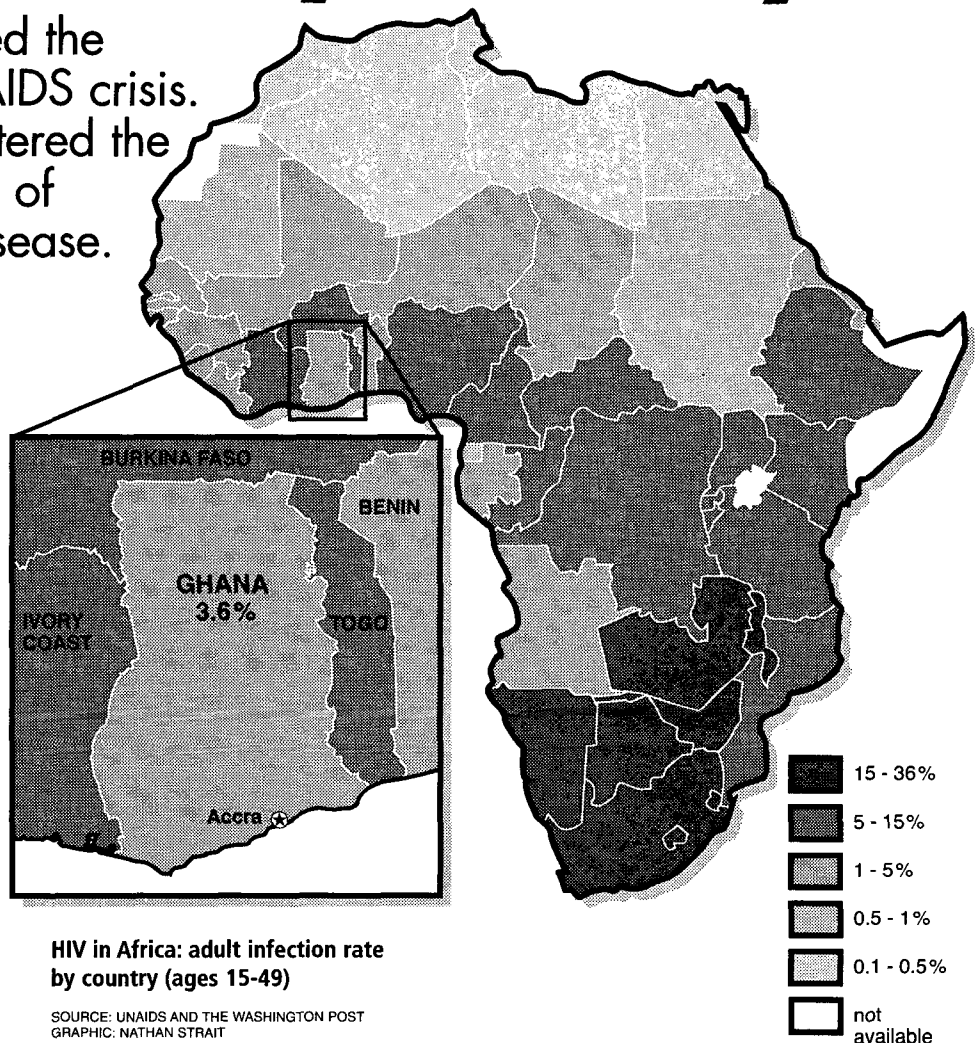 ed the
AIDS crisis.
tered the
of
sease.
BURKINA FASO
BENIN
GHANA
3.6%
IVORY
COAST
TOGO
Accra
15 - 36%
5 - 15%
1 - 5%
0.5 - 1%
0.1 - 0.5%
not
available
HIV in Africa: adult infection rate
by country (ages 15-49)
SOURCE: UNAIDS AND THE WASHINGTON POST
GRAPHIC: NATHAN STRAIT